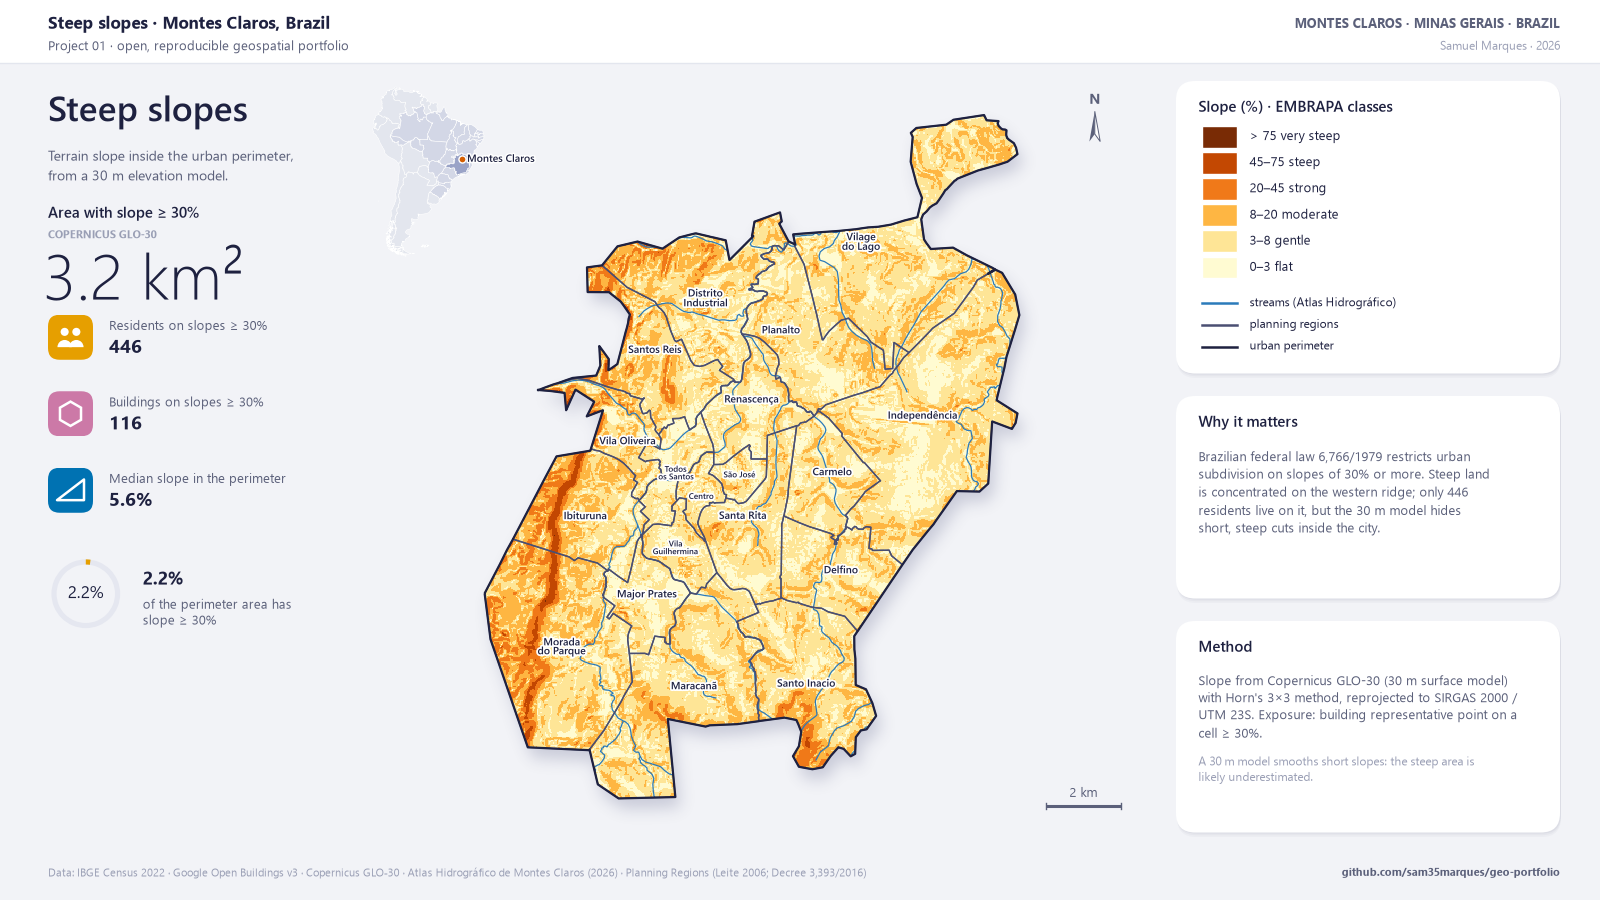 Steep slopes · Montes Claros, Brazil
Project 01 · open, reproducible geospatial portfolio
MONTES CLAROS · MINAS GERAIS · BRAZIL
Samuel Marques · 2026
Steep slopes
Terrain slope inside the urban perimeter,
from a 30 m elevation model.
Area with slope ≥ 30%
COPERNICUS GLO-30
3.2 km²
Residents on slopes ≥ 30%
446
Buildings on slopes ≥ 30%
116
Median slope in the perimeter
5.6%
2.2%
2.2%
of the perimeter area has
slope ≥ 30%
Montes Claros
N
Vilage
do Lago
Distrito
Industrial
Planalto
Santos Reis
Renascença
Independência
Vila Oliveira
Todos
os Santos
São José
Carmelo
Centro
Ibituruna
Santa Rita
Vila
Guilhermina
Delfino
Major Prates
Morada
do Parque
Maracanã
Santo Inacio
2 km
Slope (%) · EMBRAPA classes
> 75 very steep
45–75 steep
20–45 strong
8–20 moderate
3–8 gentle
0–3 flat
streams (Atlas Hidrográfico)
planning regions
urban perimeter
Why it matters
Brazilian federal law 6,766/1979 restricts urban
subdivision on slopes of 30% or more. Steep land
is concentrated on the western ridge; only 446
residents live on it, but the 30 m model hides
short, steep cuts inside the city.
Method
Slope from Copernicus GLO-30 (30 m surface model)
with Horn's 3×3 method, reprojected to SIRGAS 2000 /
UTM 23S. Exposure: building representative point on a
cell ≥ 30%.
A 30 m model smooths short slopes: the steep area is
likely underestimated.
Data: IBGE Census 2022 · Google Open Buildings v3 · Copernicus GLO-30 · Atlas Hidrográfico de Montes Claros (2026) · Planning Regions (Leite 2006; Decree 3,393/2016)
github.com/sam35marques/geo-portfolio